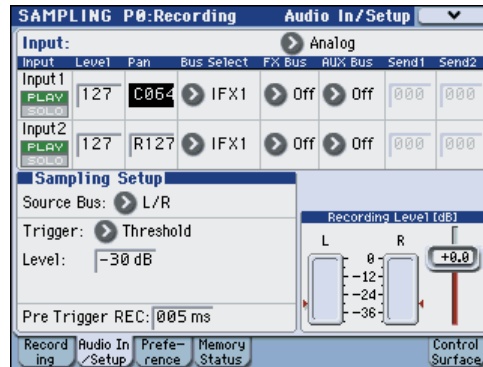 SAMPLING P0:Recording Audio In/Setup
Input: Analog
Input Level Pan Bus Select FX Bus AUX Bus Send1 Send2
Input1
PLAY 127 C064 IFX1 Off Off 000 000
SOLO
Input2
PLAY 127 R127 IFX1 Off Off 000 000
SOLO
Sampling Setup
Source Bus: L/R
Trigger: Threshold
Level: -30 dB
Pre Trigger REC: 005 ms
Recording Level [dB]
L R
0 +0.0
-12
-24
-36
Record
ing
Audio In
/Setup
Prefe-
rence
Memory
Status
Control
Surface